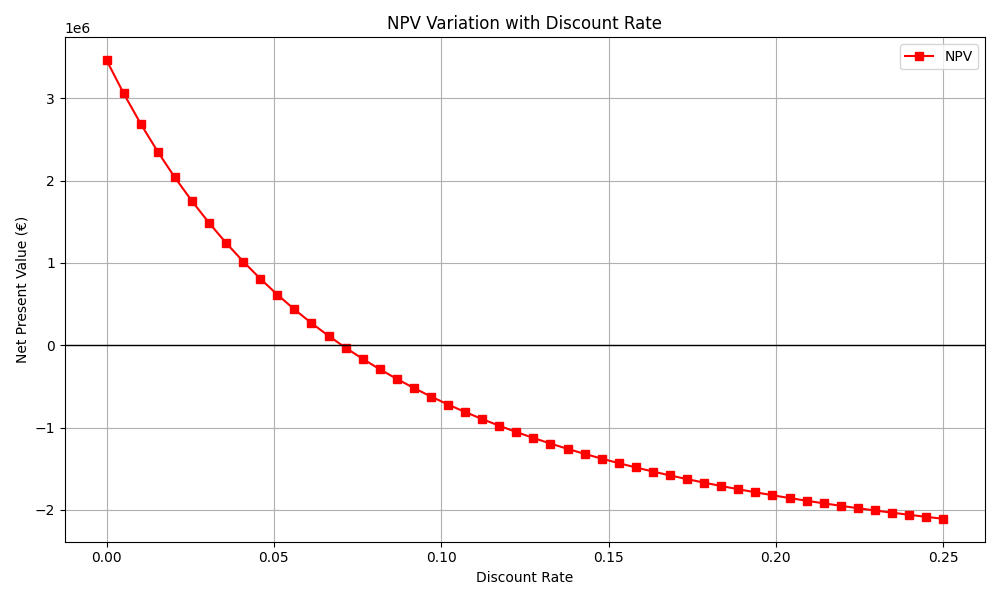 NPV Variation with Discount Rate
1e6
NPV
3
2
1
0
−1
−2
Net Present Value (€)
0.00 0.05 0.10 0.15 0.20 0.25
Discount Rate